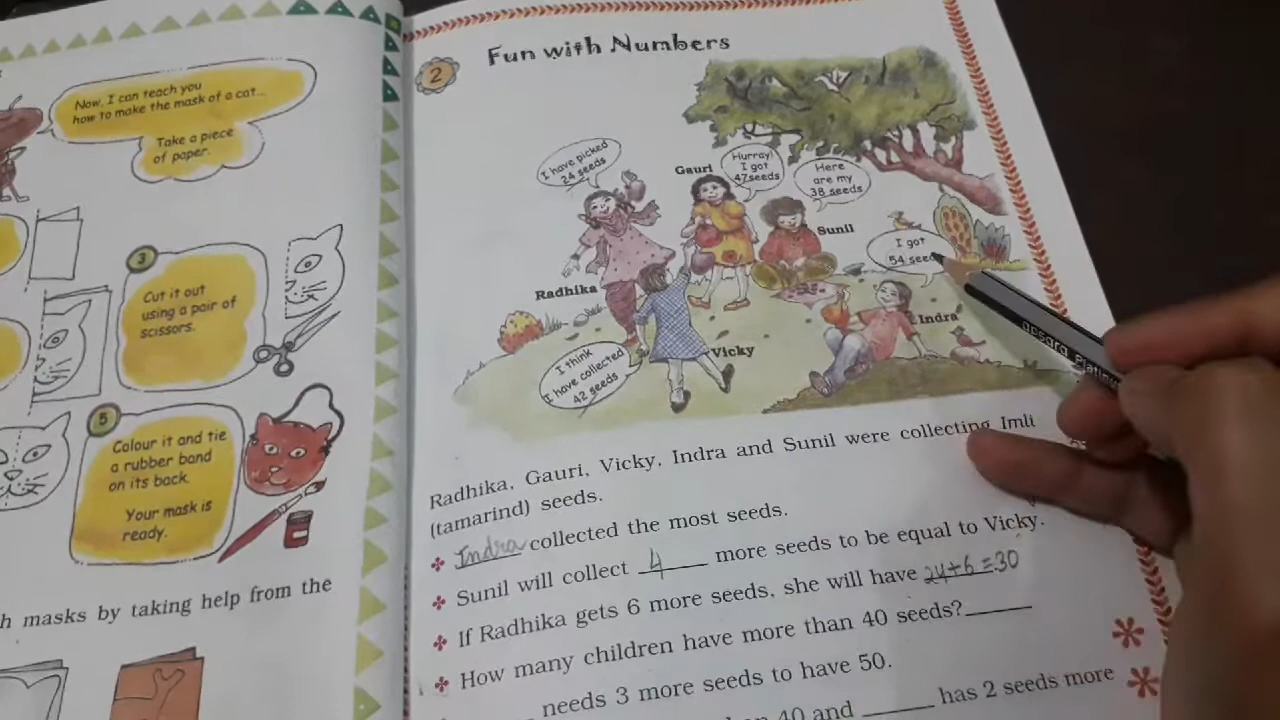 Now, I can teach you
how to make the mask of a cat...
Take a piece
of paper.
3
Cut it out
using a pair of
scissors.
5
Colour it and tie
a rubber band
on its back.
Your mask is
ready.
masks by taking help from the
2
Fun with Numbers
I have picked
24 seeds
Gauri
Hurray!
I got
47seeds
Here
are my
38 seeds
Sunil
I got
54
Radhika
Indra
Vicky
I think
I have collected
42 seeds
Radhika, Gauri, Vicky, Indra and Sunil were collecting Imli
(tamarind) seeds.
Indra collected the most seeds.
Sunil will collect 4 more seeds to be equal to Vicky.
If Radhika gets 6 more seeds, she will have 24+6=30
How many children have more than 40 seeds?
needs 3 more seeds to have 50.
40 and ______ has 2 seeds more